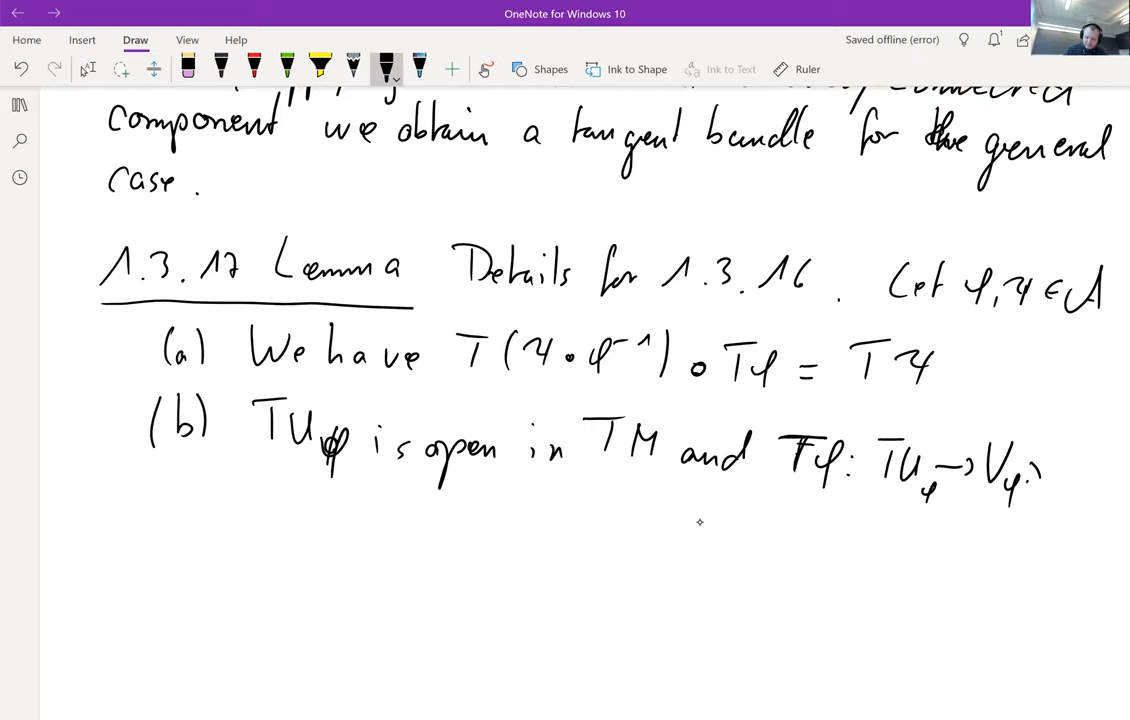 OneNote for Windows 10
Home Insert Draw View Help
Saved offline (error)
1
Shapes Ink to Shape Ink to Text Ruler
connected
component we obtain a tangent bundle for the general
case.
1.3.17 Lemma Details for 1.3.16. Let φ, ψ ∈ A
(a) We have T(ψ∘φ⁻¹) ∘ Tφ = Tψ
(b) TU_φ is open in TM and Tφ: TU_φ → V_φ ×